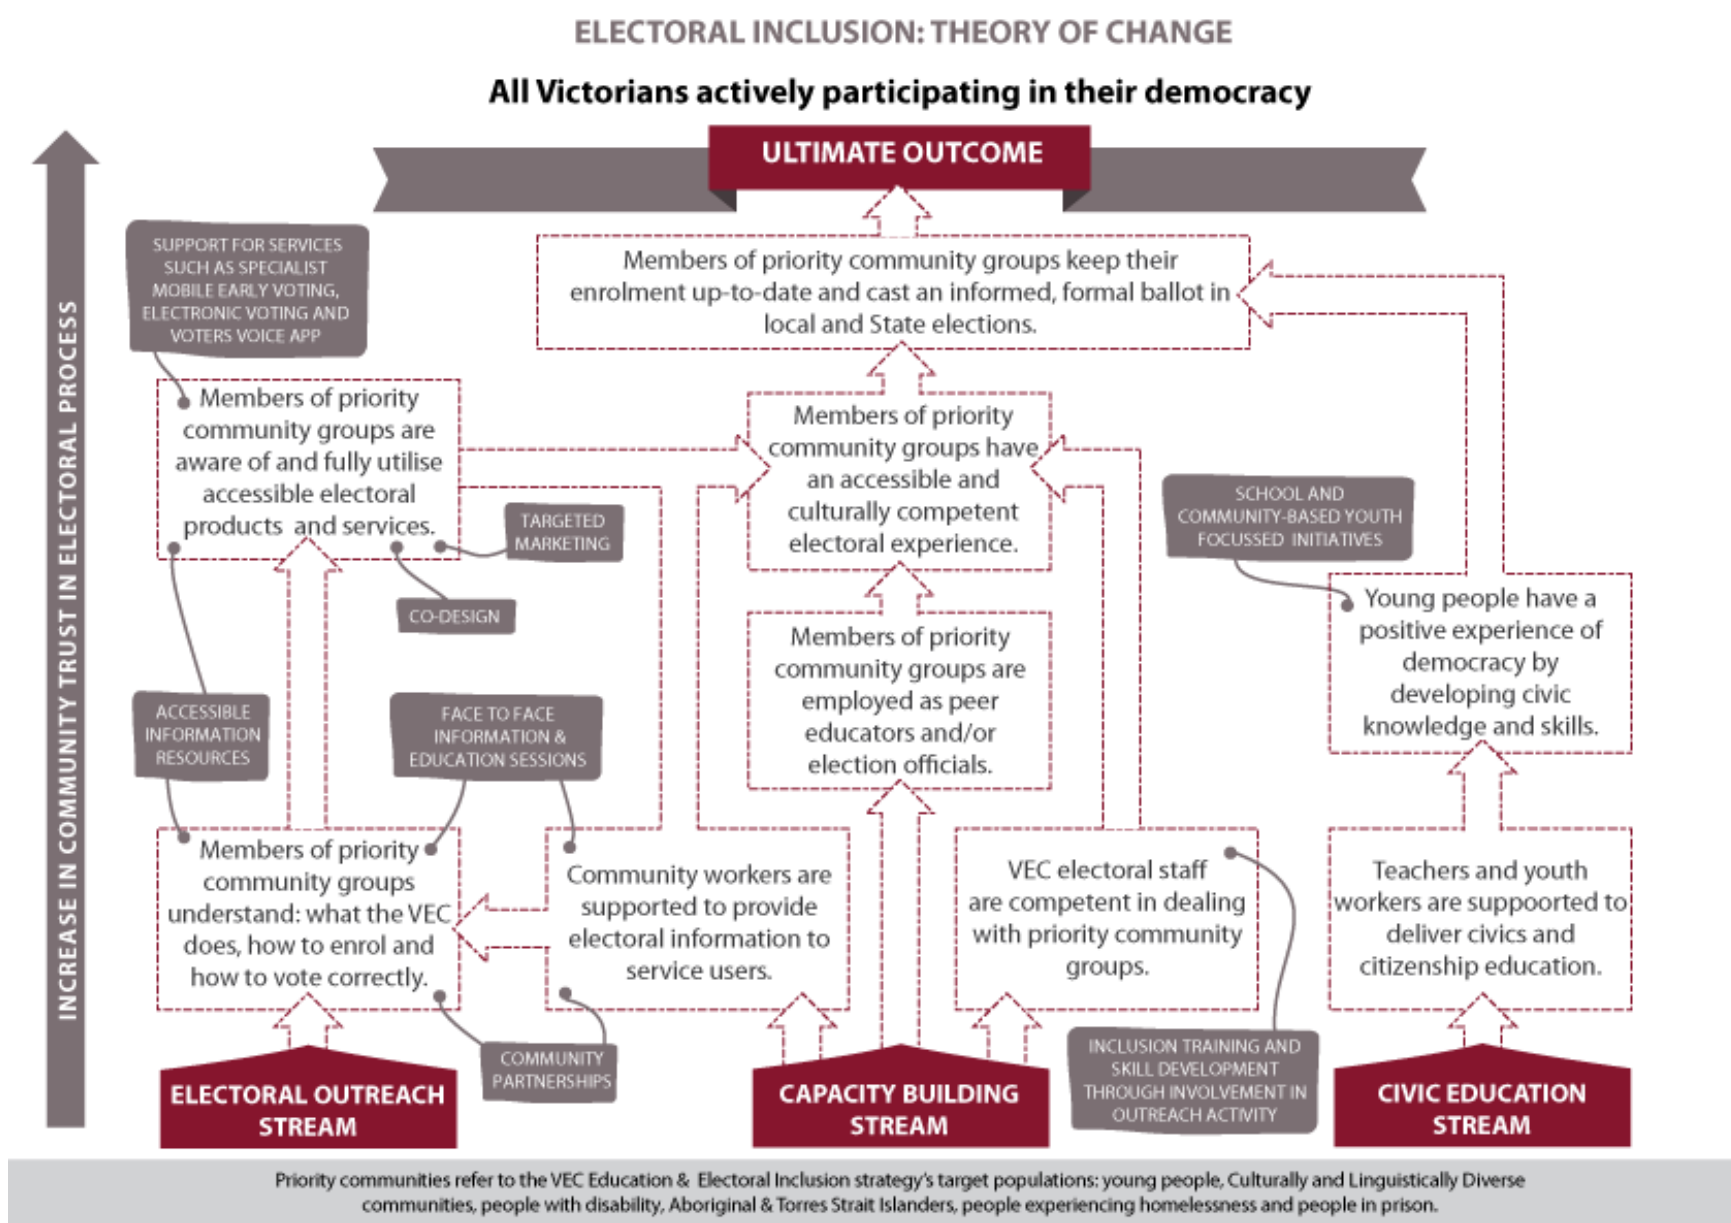 ELECTORAL INCLUSION: THEORY OF CHANGE
All Victorians actively participating in their democracy
ULTIMATE OUTCOME
INCREASE IN COMMUNITY TRUST IN ELECTORAL PROCESS
Members of priority community groups keep their
enrolment up-to-date and cast an informed, formal ballot in
local and State elections.
SUPPORT FOR SERVICES
SUCH AS SPECIALIST
MOBILE EARLY VOTING,
ELECTRONIC VOTING AND
VOTERS VOICE APP
Members of priority
community groups are
aware of and fully utilise
accessible electoral
products and services.
TARGETED
MARKETING
CO-DESIGN
Members of priority
community groups have
an accessible and
culturally competent
electoral experience.
SCHOOL AND
COMMUNITY-BASED YOUTH
FOCUSSED INITIATIVES
Young people have a
positive experience of
democracy by
developing civic
knowledge and skills.
Members of priority
community groups are
employed as peer
educators and/or
election officials.
ACCESSIBLE
INFORMATION
RESOURCES
FACE TO FACE
INFORMATION &
EDUCATION SESSIONS
Members of priority
community groups
understand: what the VEC
does, how to enrol and
how to vote correctly.
Community workers are
supported to provide
electoral information to
service users.
VEC electoral staff
are competent in dealing
with priority community
groups.
Teachers and youth
workers are suppoorted to
deliver civics and
citizenship education.
COMMUNITY
PARTNERSHIPS
INCLUSION TRAINING AND
SKILL DEVELOPMENT
THROUGH INVOLVEMENT IN
OUTREACH ACTIVITY
ELECTORAL OUTREACH
STREAM
CAPACITY BUILDING
STREAM
CIVIC EDUCATION
STREAM
Priority communities refer to the VEC Education & Electoral Inclusion strategy's target populations: young people, Culturally and Linguistically Diverse
communities, people with disability, Aboriginal & Torres Strait Islanders, people experiencing homelessness and people in prison.